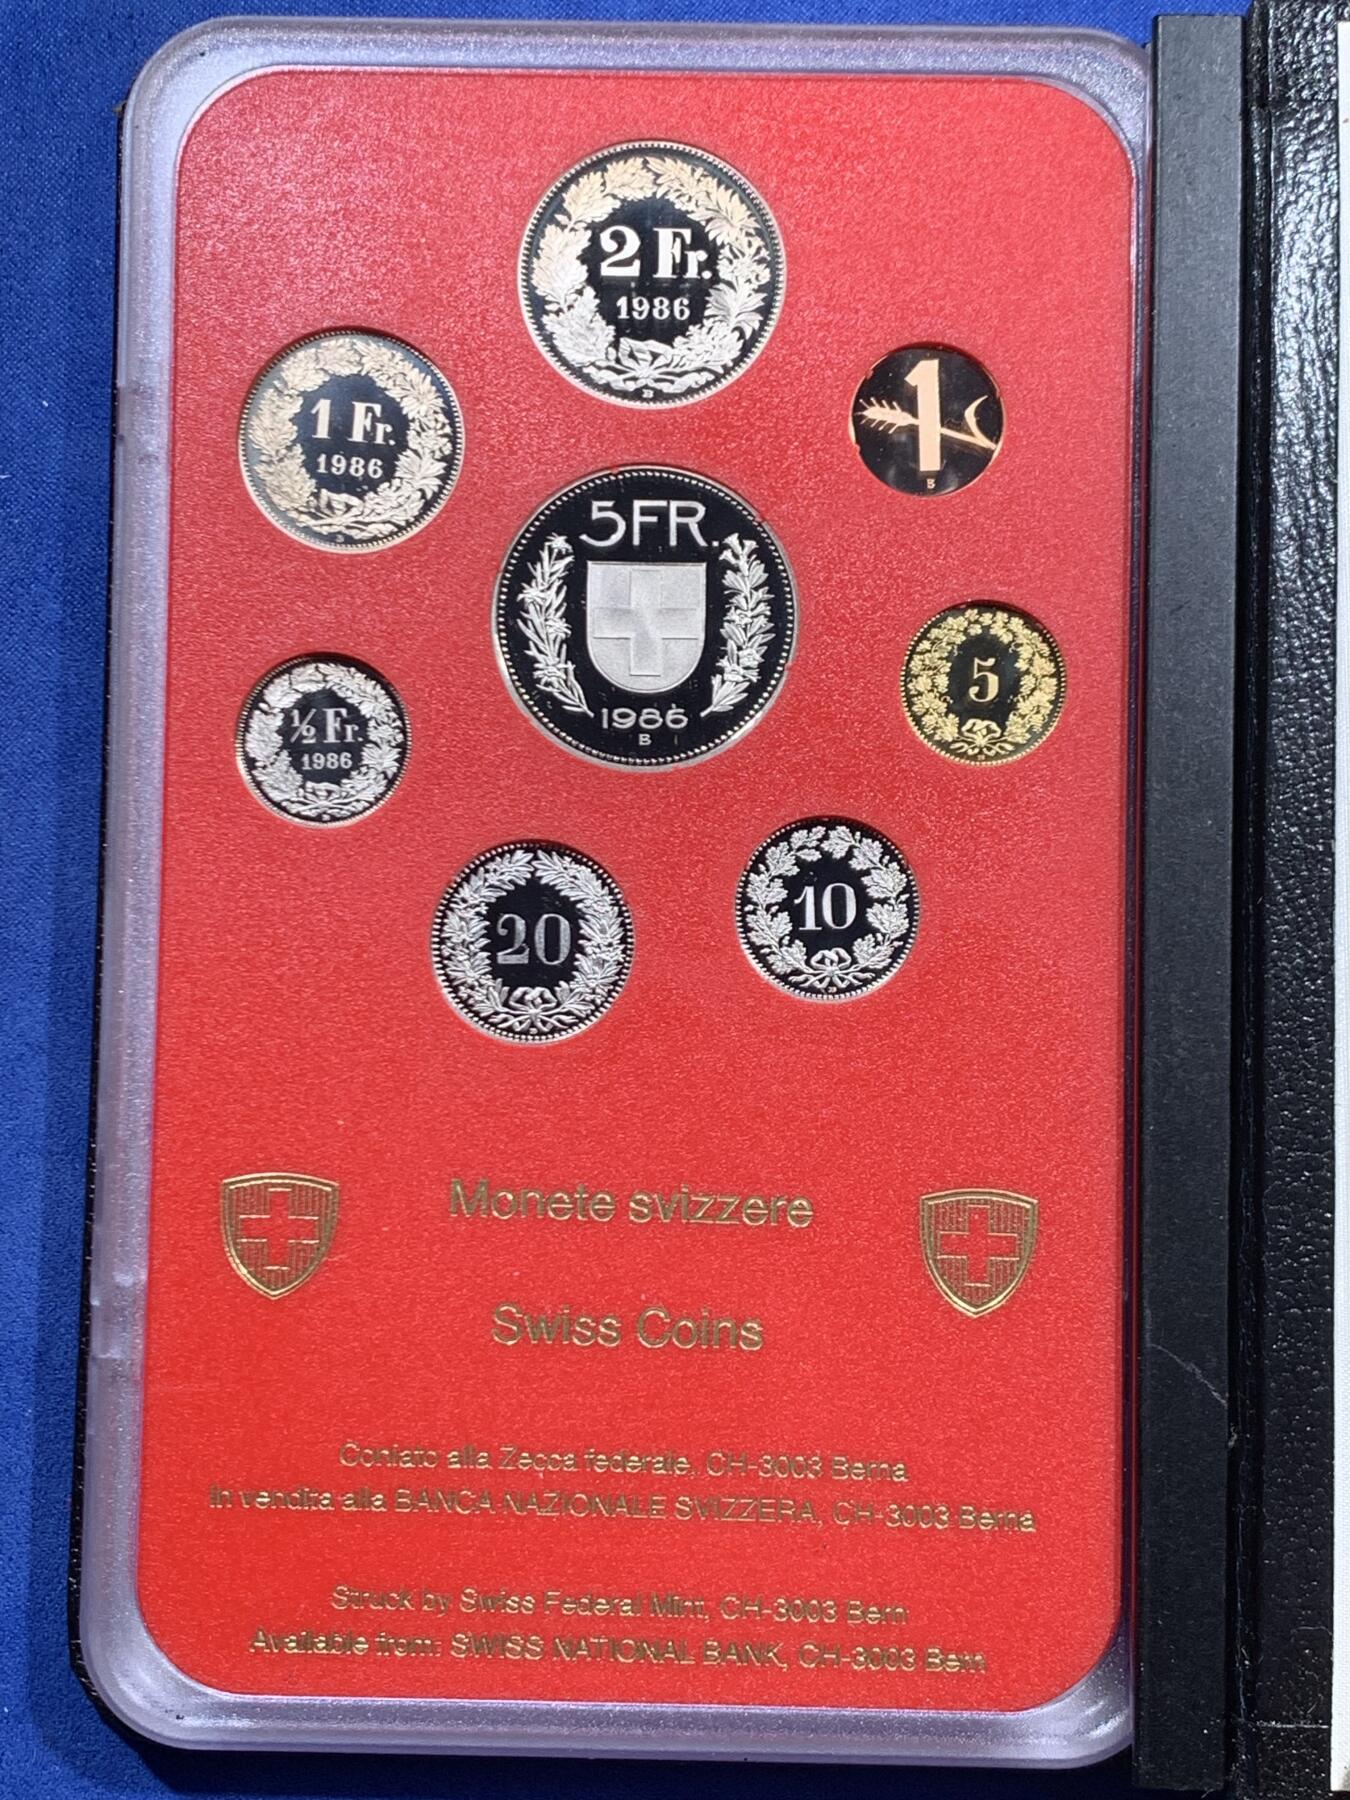 2 Fr.
1986
B
1 Fr.
1986
B
1
B
5FR.
1986
B
5
B
½ Fr.
1986
B
20
B
10
B
Monete svizzere
Swiss Coins
Coniato alla Zecca federale, CH-3003 Berna
In vendita alla BANCA NAZIONALE SVIZZERA, CH-3003 Berna
Struck by Swiss Federal Mint, CH-3003 Bern
Available from: SWISS NATIONAL BANK, CH-3003 Bern